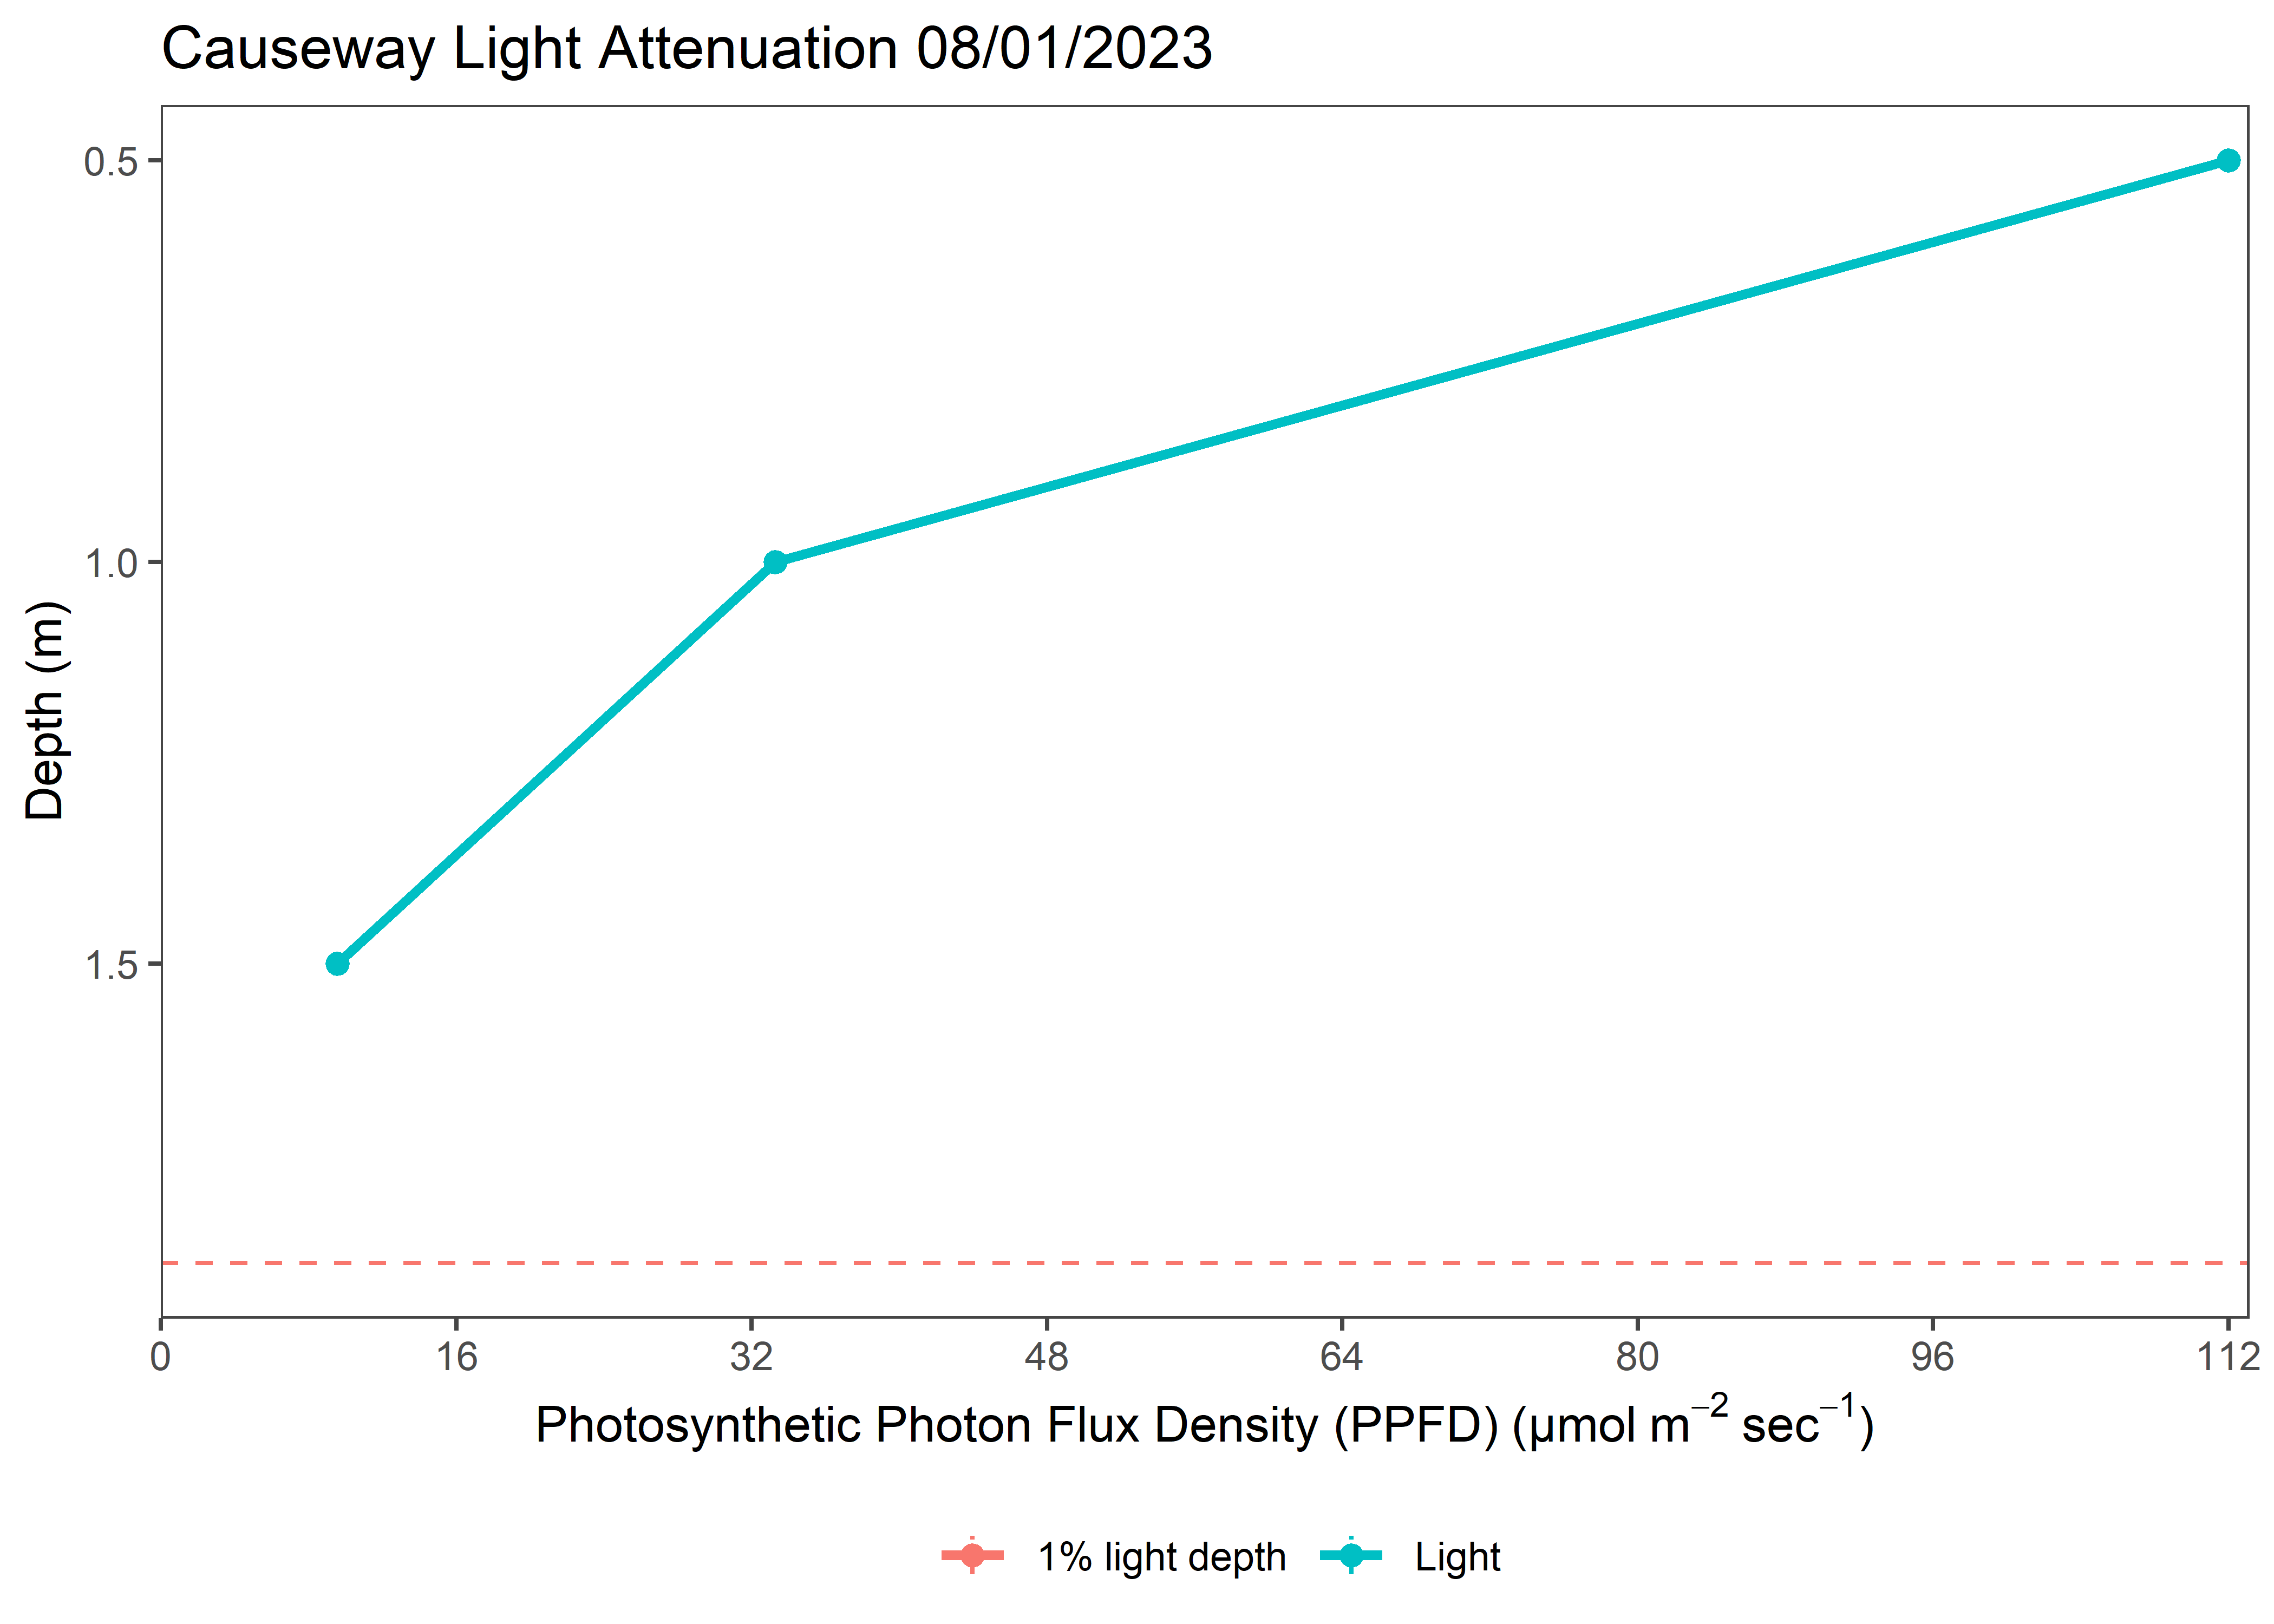 Causeway Light Attenuation 08/01/2023
0.5
1.0
1.5
Depth (m)
0 16 32 48 64 80 96 112
Photosynthetic Photon Flux Density (PPFD) (μmol m⁻² sec⁻¹)
1% light depth Light